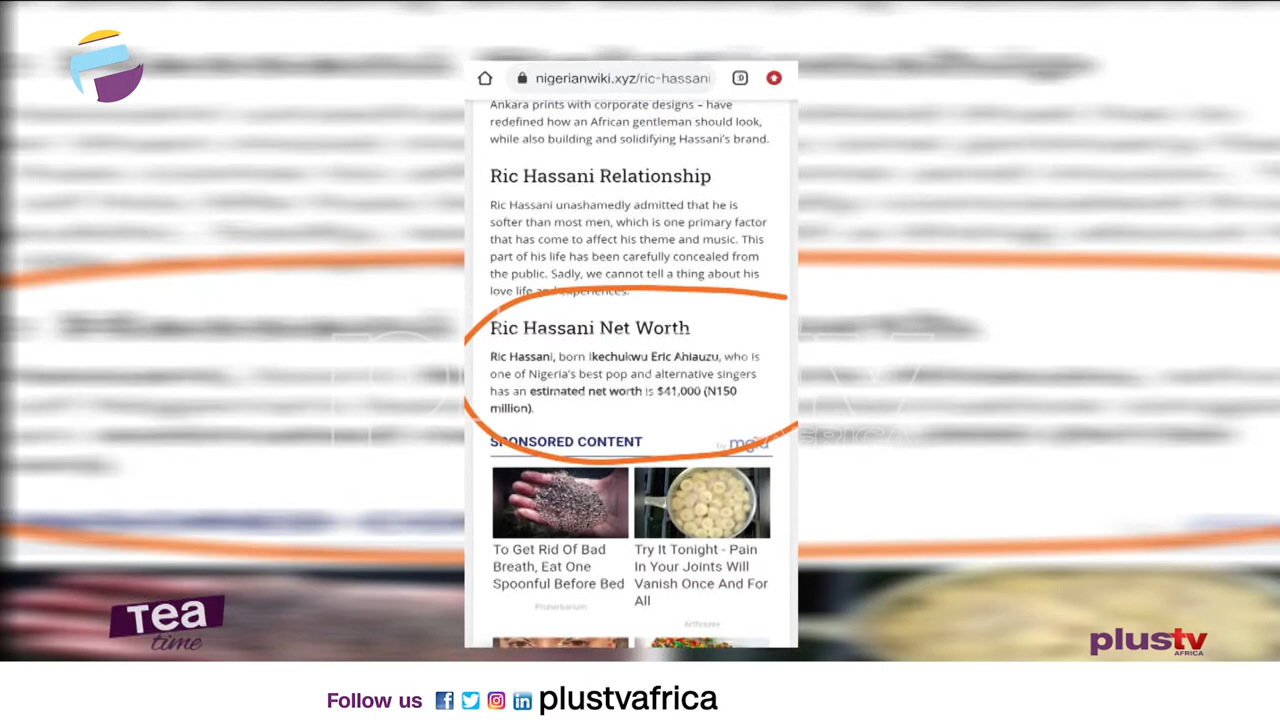 nigerianwiki.xyz/ric-hassani
:D
Ankara prints with corporate designs – have
redefined how an African gentleman should look,
while also building and solidifying Hassani's brand.
Ric Hassani Relationship
Ric Hassani unashamedly admitted that he is
softer than most men, which is one primary factor
that has come to affect his theme and music. This
part of his life has been carefully concealed from
the public. Sadly, we cannot tell a thing about his
love life and experiences.
Ric Hassani Net Worth
Ric Hassani, born Ikechukwu Eric Ahiauzu, who is
one of Nigeria's best pop and alternative singers
has an estimated net worth is $41,000 (N150
million).
SPONSORED CONTENT
by mgid
To Get Rid Of Bad
Breath, Eat One
Spoonful Before Bed
Try It Tonight - Pain
In Your Joints Will
Vanish Once And For
All
Arthrazex
Tea
time
plustv
AFRICA
Follow us plustvafrica